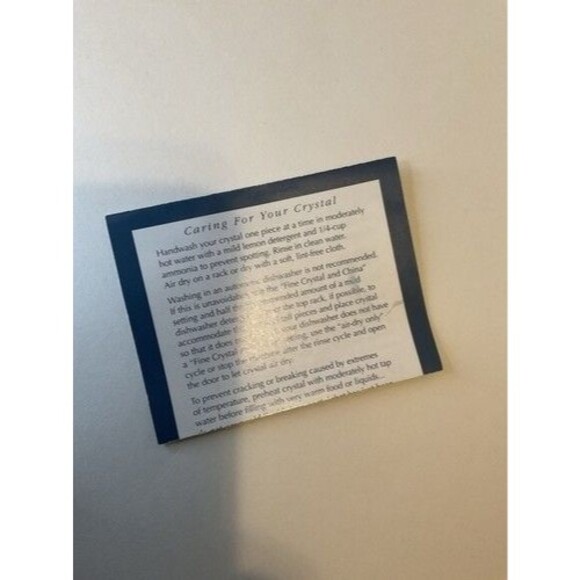 Caring For Your Crystal
Handwash your crystal one piece at a time in moderately
hot water with a mild lemon detergent and 1/4-cup
ammonia to prevent spotting. Rinse in clean water.
Air dry on a rack or dry with a soft, lint-free cloth.
Washing in an automatic dishwasher is not recommended.
If this is unavoidable, use the "Fine Crystal and China"
setting and half the recommended amount of a mild
dishwasher the top rack, if possible, to
accommodate tall pieces and place crystal
so that it does your dishwasher does not have
a "Fine Crystal setting, use the "air-dry only"
cycle or stop the after the rinse cycle and open
the door to let crystal air dry.
To prevent cracking or breaking caused by extremes
of temperature, preheat crystal with moderately hot tap
water before filling with very warm food or liquids...